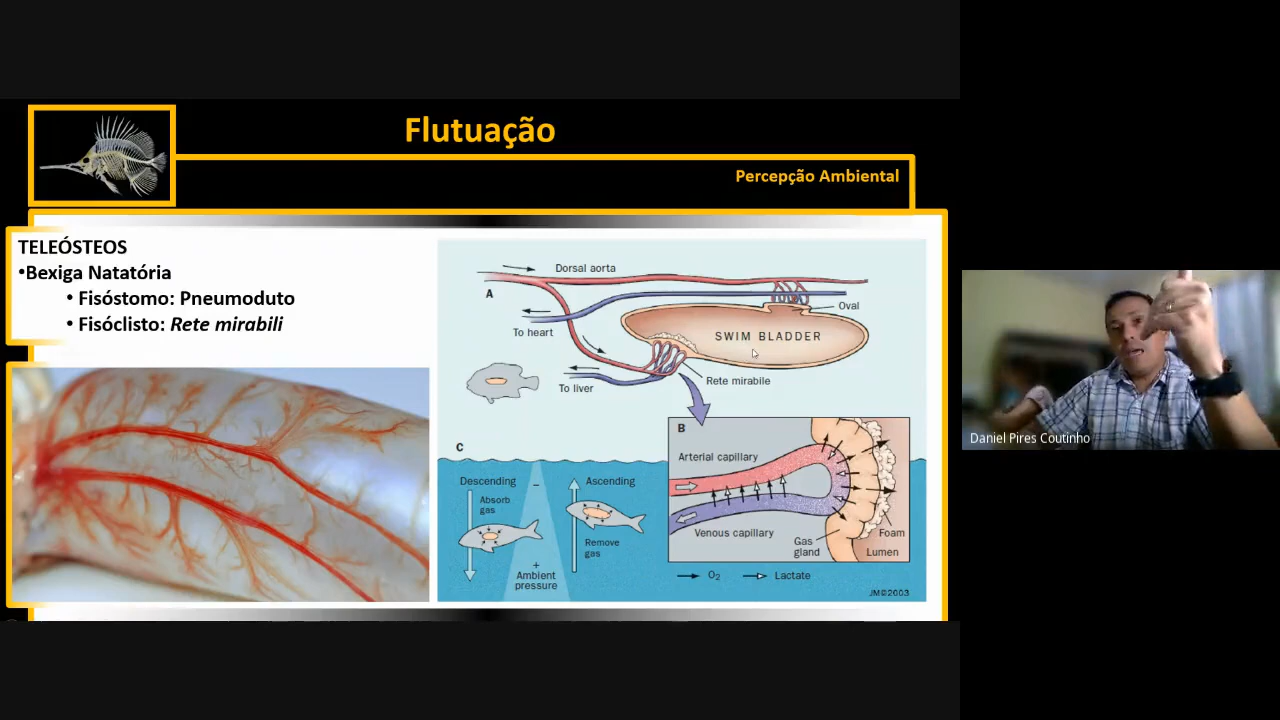 Flutuação
Percepção Ambiental
TELEÓSTEOS
•Bexiga Natatória
• Fisóstomo: Pneumoduto
• Fisóclisto: Rete mirabili
Dorsal aorta
A
Oval
SWIM BLADDER
To heart
Rete mirabile
To liver
B
Arterial capillary
Venous capillary
Gas
gland
Foam
Lumen
O2
Lactate
C
Descending
–
Ascending
Absorb
gas
Remove
gas
+
Ambient
pressure
JM©2003
Daniel Pires Coutinho